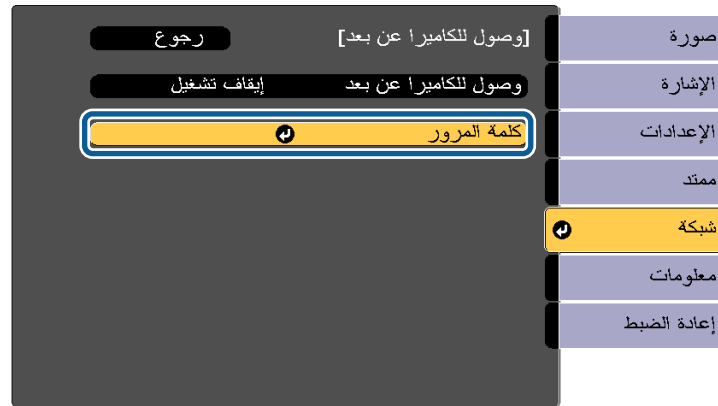 صورة
الإشارة
الإعدادات
ممتد
شبكة
معلومات
إعادة الضبط
[وصول للكاميرا عن بعد] رجوع
وصول للكاميرا عن بعد إيقاف تشغيل
كلمة المرور